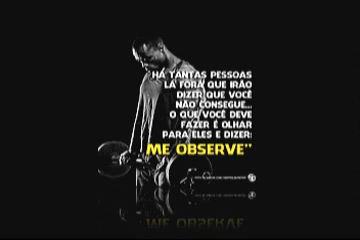 HÁ TANTAS PESSOAS
LÁ FORA QUE IRÃO
DIZER QUE VOCÊ
NÃO CONSEGUE...
O QUE VOCÊ DEVE
FAZER É OLHAR
PARA ELES E DIZER:
ME OBSERVE"